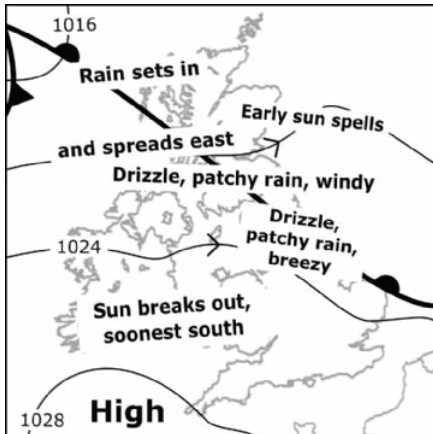 1016
Rain sets in
Early sun spells
and spreads east
Drizzle, patchy rain, windy
Drizzle,
patchy rain,
breezy
1024
Sun breaks out,
soonest south
1028
High